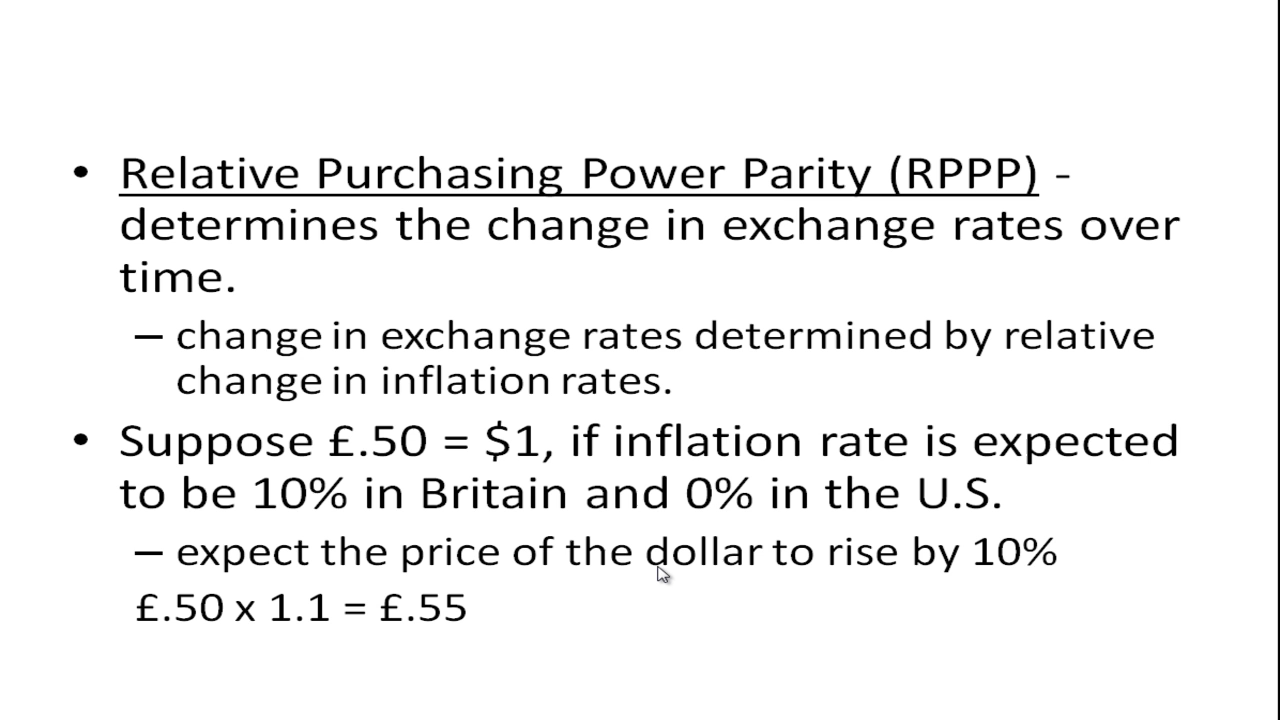 • Relative Purchasing Power Parity (RPPP) -
determines the change in exchange rates over
time.
– change in exchange rates determined by relative
change in inflation rates.
• Suppose £.50 = $1, if inflation rate is expected
to be 10% in Britain and 0% in the U.S.
– expect the price of the dollar to rise by 10%
£.50 x 1.1 = £.55